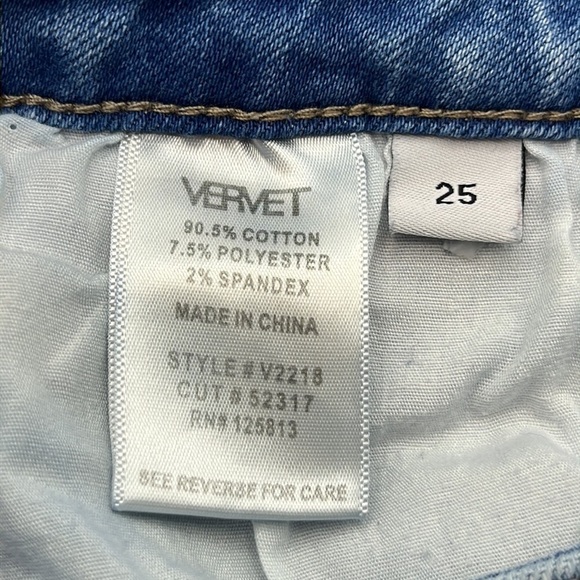 VERVET
90.5% COTTON
7.5% POLYESTER
2% SPANDEX
MADE IN CHINA
STYLE # V2218
CUT # 52317
RN# 125813
SEE REVERSE FOR CARE
25